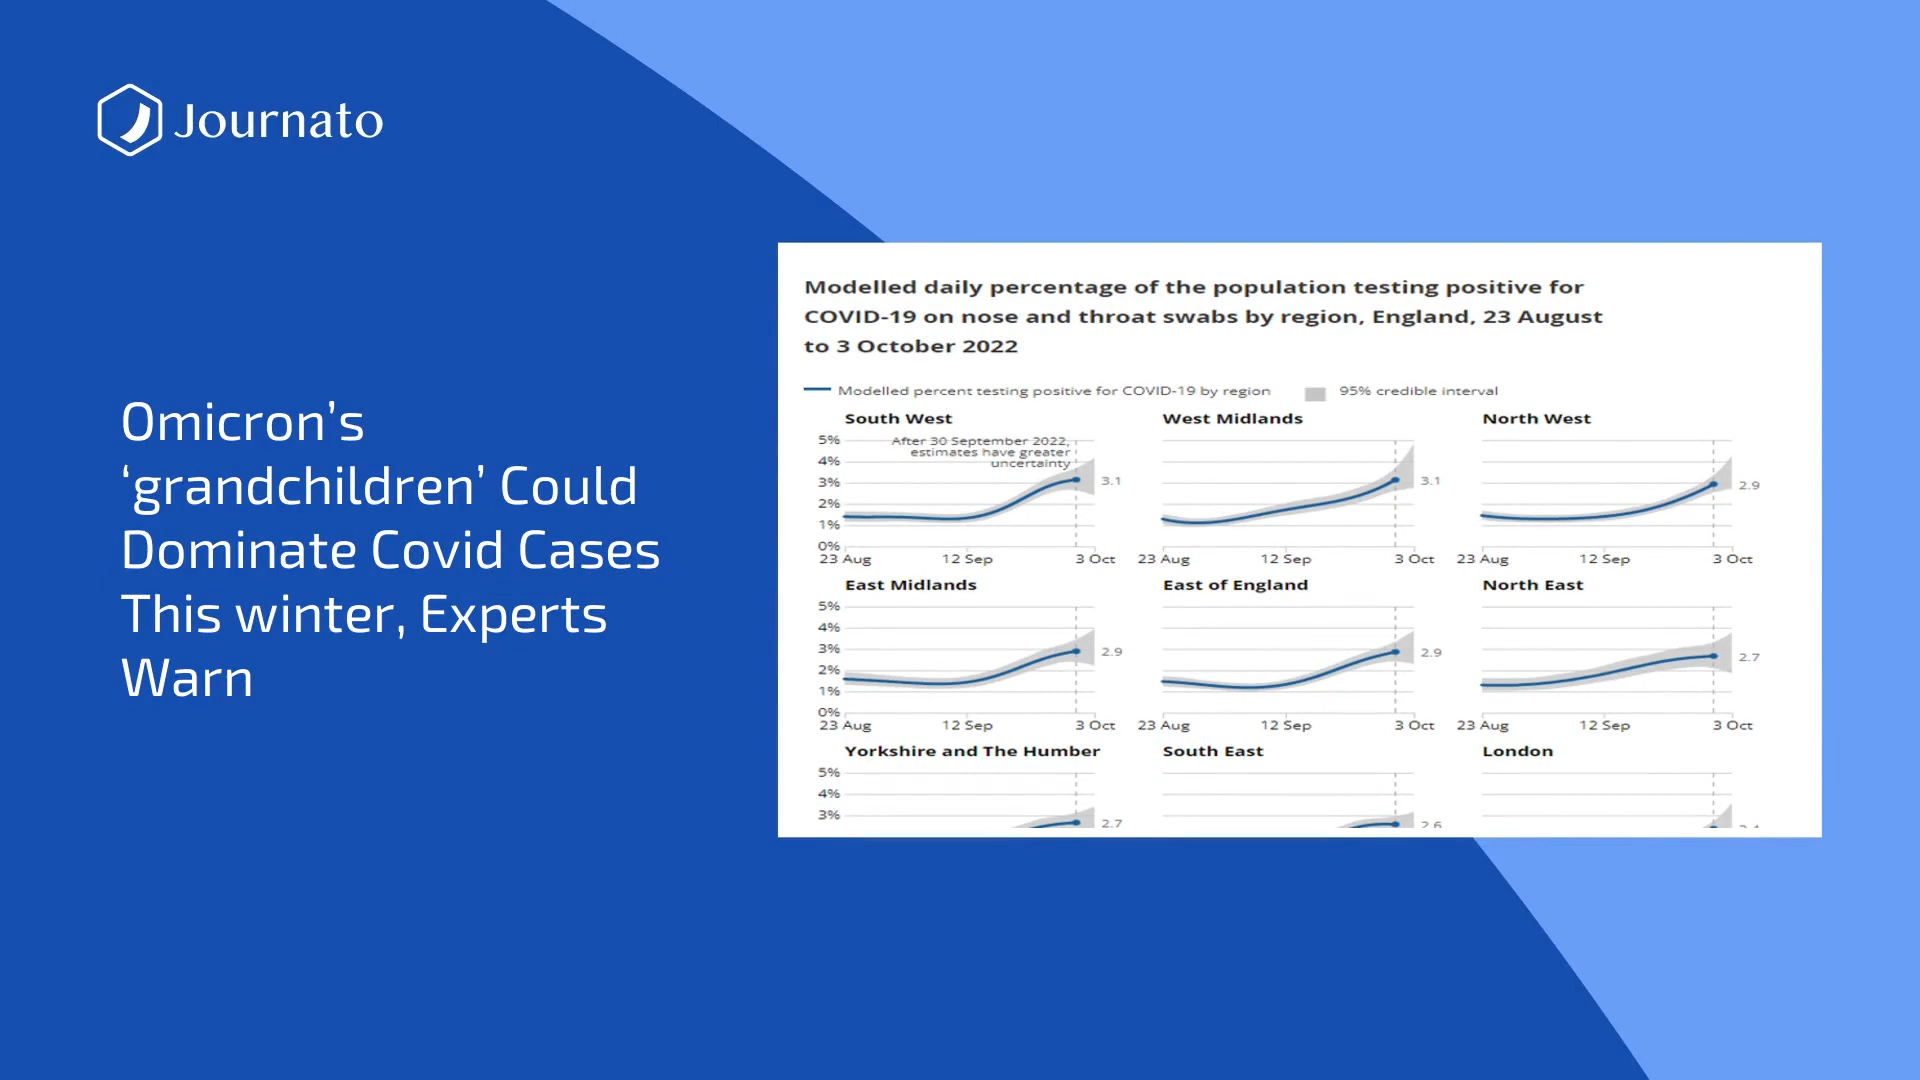 Journato
Omicron’s
‘grandchildren’ Could
Dominate Covid Cases
This winter, Experts
Warn
Modelled daily percentage of the population testing positive for
COVID-19 on nose and throat swabs by region, England, 23 August
to 3 October 2022
Modelled percent testing positive for COVID-19 by region 95% credible interval
South West West Midlands North West
5%
After 30 September 2022,
estimates have greater
uncertainty
4%
3%
2%
1%
0%
3.1 3.1 2.9
23 Aug 12 Sep 3 Oct 23 Aug 12 Sep 3 Oct 23 Aug 12 Sep 3 Oct
East Midlands East of England North East
5%
4%
3%
2%
1%
0%
2.9 2.9 2.7
23 Aug 12 Sep 3 Oct 23 Aug 12 Sep 3 Oct 23 Aug 12 Sep 3 Oct
Yorkshire and The Humber South East London
5%
4%
3%
2.7 2.6